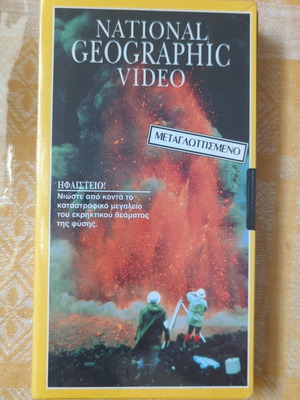 NATIONAL
GEOGRAPHIC
VIDEO
ΜΕΤΑΓΛΩΤΤΙΣΜΕΝΟ
ΗΦΑΙΣΤΕΙΟ!
Νιώστε από κοντά το
καταστροφικό μεγαλείο
του εκρηκτικού θεάματος
της φύσης.